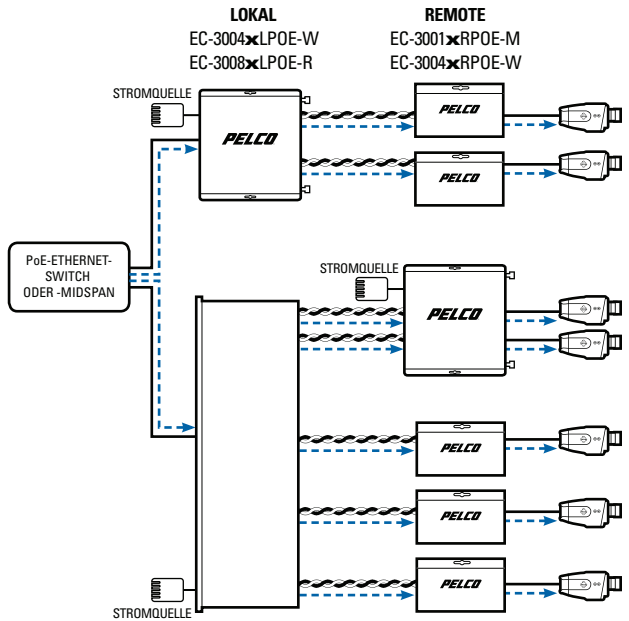 LOKAL
EC-3004xLPOE-W
EC-3008xLPOE-R
REMOTE
EC-3001xRPOE-M
EC-3004xRPOE-W
STROMQUELLE
PELCO
PELCO
PELCO
PoE-ETHERNET-
SWITCH
ODER -MIDSPAN
STROMQUELLE
PELCO
PELCO
PELCO
PELCO
STROMQUELLE